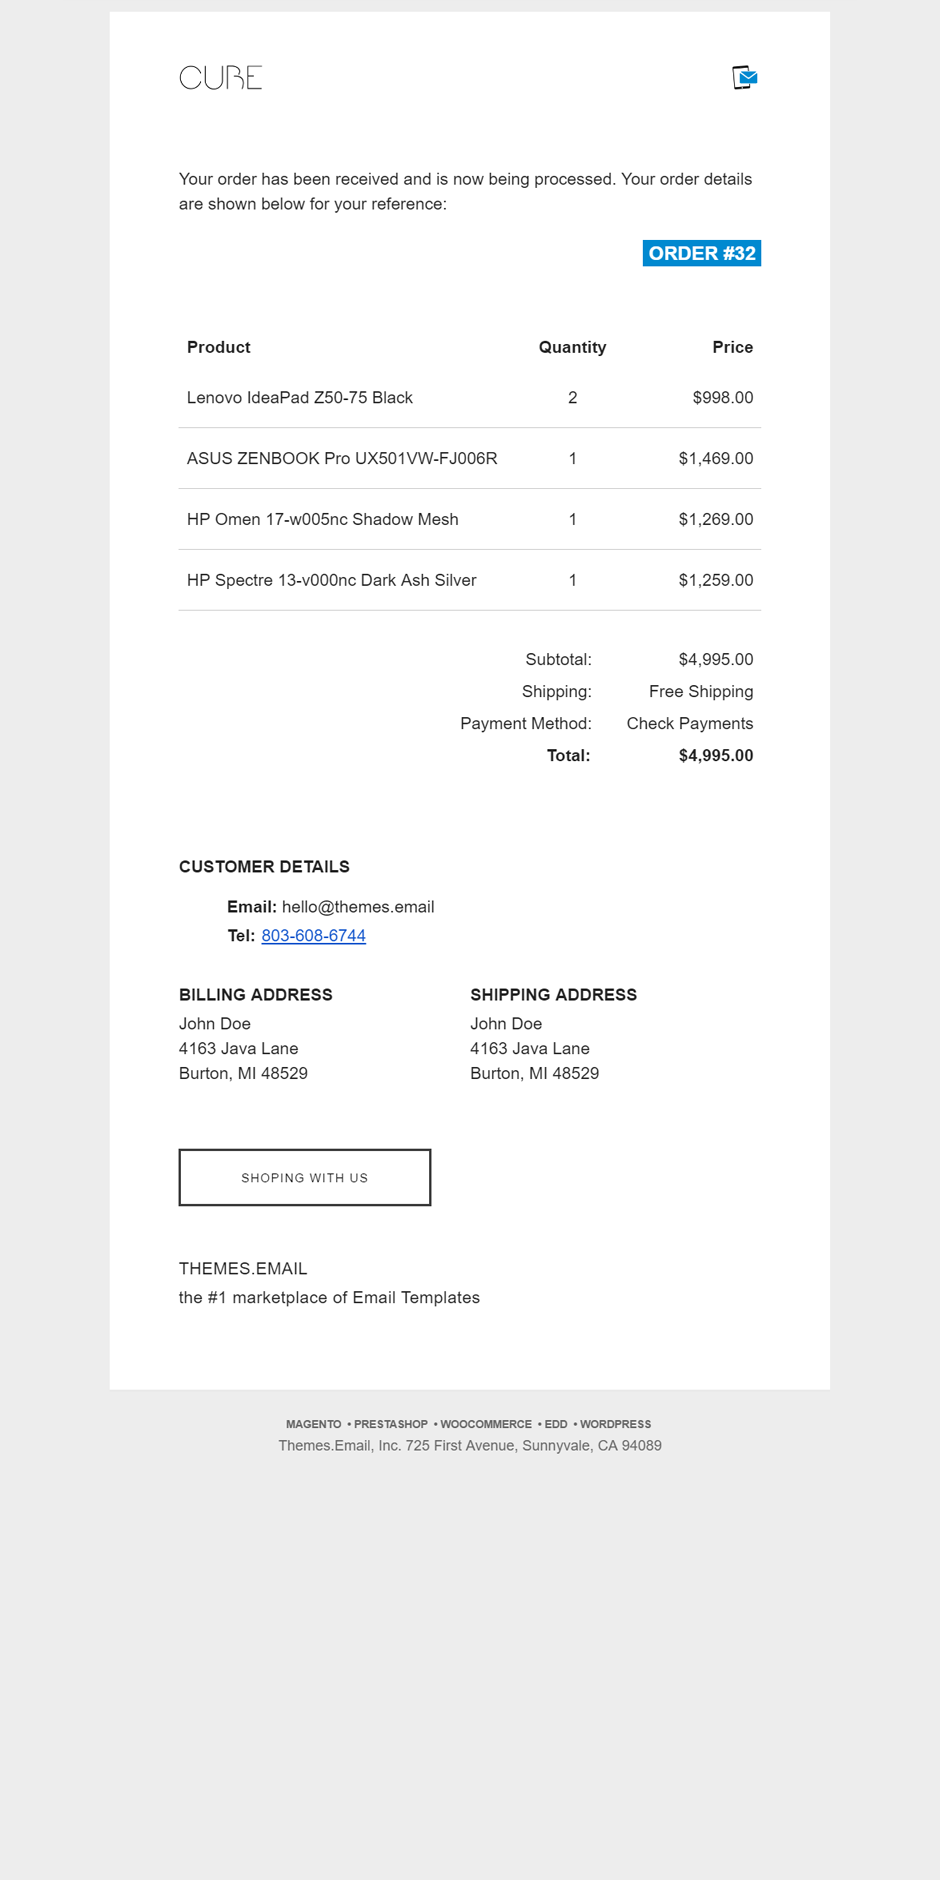 CURE
Your order has been received and is now being processed. Your order details
are shown below for your reference:
ORDER #32
Product Quantity Price
Lenovo IdeaPad Z50-75 Black 2 $998.00
ASUS ZENBOOK Pro UX501VW-FJ006R 1 $1,469.00
HP Omen 17-w005nc Shadow Mesh 1 $1,269.00
HP Spectre 13-v000nc Dark Ash Silver 1 $1,259.00
Subtotal: $4,995.00
Shipping: Free Shipping
Payment Method: Check Payments
Total: $4,995.00
CUSTOMER DETAILS
Email: hello@themes.email
Tel: 803-608-6744
BILLING ADDRESS
John Doe
4163 Java Lane
Burton, MI 48529
SHIPPING ADDRESS
John Doe
4163 Java Lane
Burton, MI 48529
SHOPING WITH US
THEMES.EMAIL
the #1 marketplace of Email Templates
MAGENTO • PRESTASHOP • WOOCOMMERCE • EDD • WORDPRESS
Themes.Email, Inc. 725 First Avenue, Sunnyvale, CA 94089